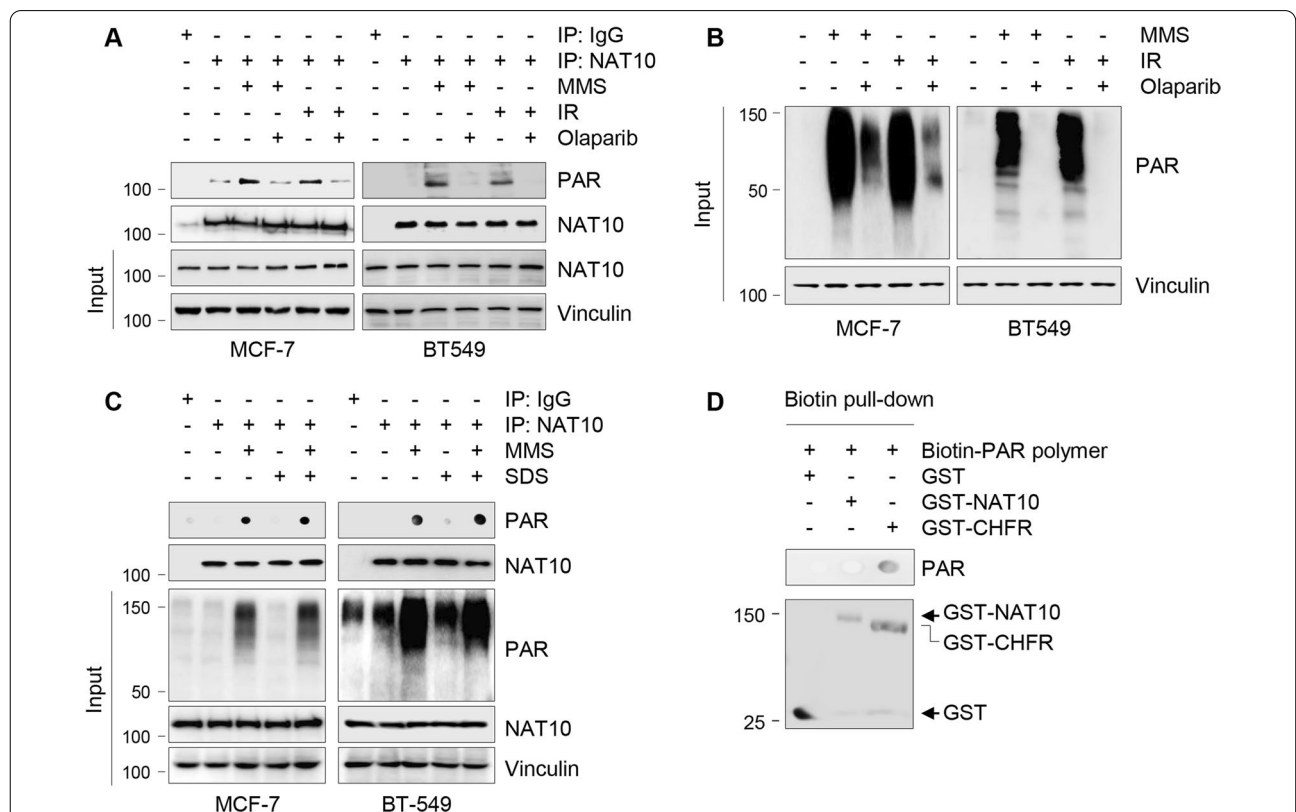 A
+ - - - - - + - - - - - IP: IgG
- + + + + + - + + + + + IP: NAT10
- - + + - - - - + + - - MMS
- - - - + + - - - - + + IR
- - - + - + - - - + - + Olaparib
100 PAR
100 NAT10
Input
100 NAT10
100 Vinculin
MCF-7 BT549
B
- + + - - - + + - - MMS
- - - + + - - - + + IR
- - + - + - - + - + Olaparib
Input
150
50
PAR
100 Vinculin
MCF-7 BT549
C
+ - - - - + - - - - IP: IgG
- + + + + - + + + + IP: NAT10
- - + - + - - + - + MMS
- - - + + - - - + + SDS
PAR
100 NAT10
Input
150
PAR
50
100 NAT10
100 Vinculin
MCF-7 BT-549
D
Biotin pull-down
+ + + Biotin-PAR polymer
+ - - GST
- + - GST-NAT10
- - + GST-CHFR
PAR
150 GST-NAT10
GST-CHFR
25 GST